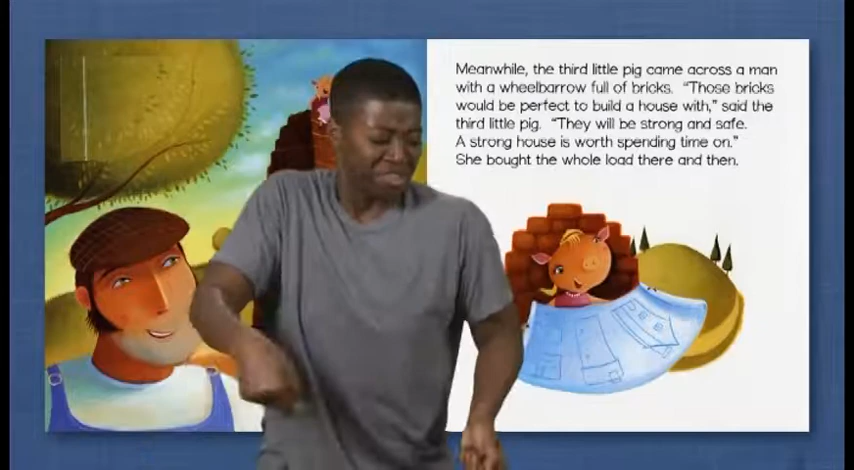 Meanwhile, the third little pig came across a man
with a wheelbarrow full of bricks. “Those bricks
would be perfect to build a house with,” said the
third little pig. “They will be strong and safe.
A strong house is worth spending time on.”
She bought the whole load there and then.